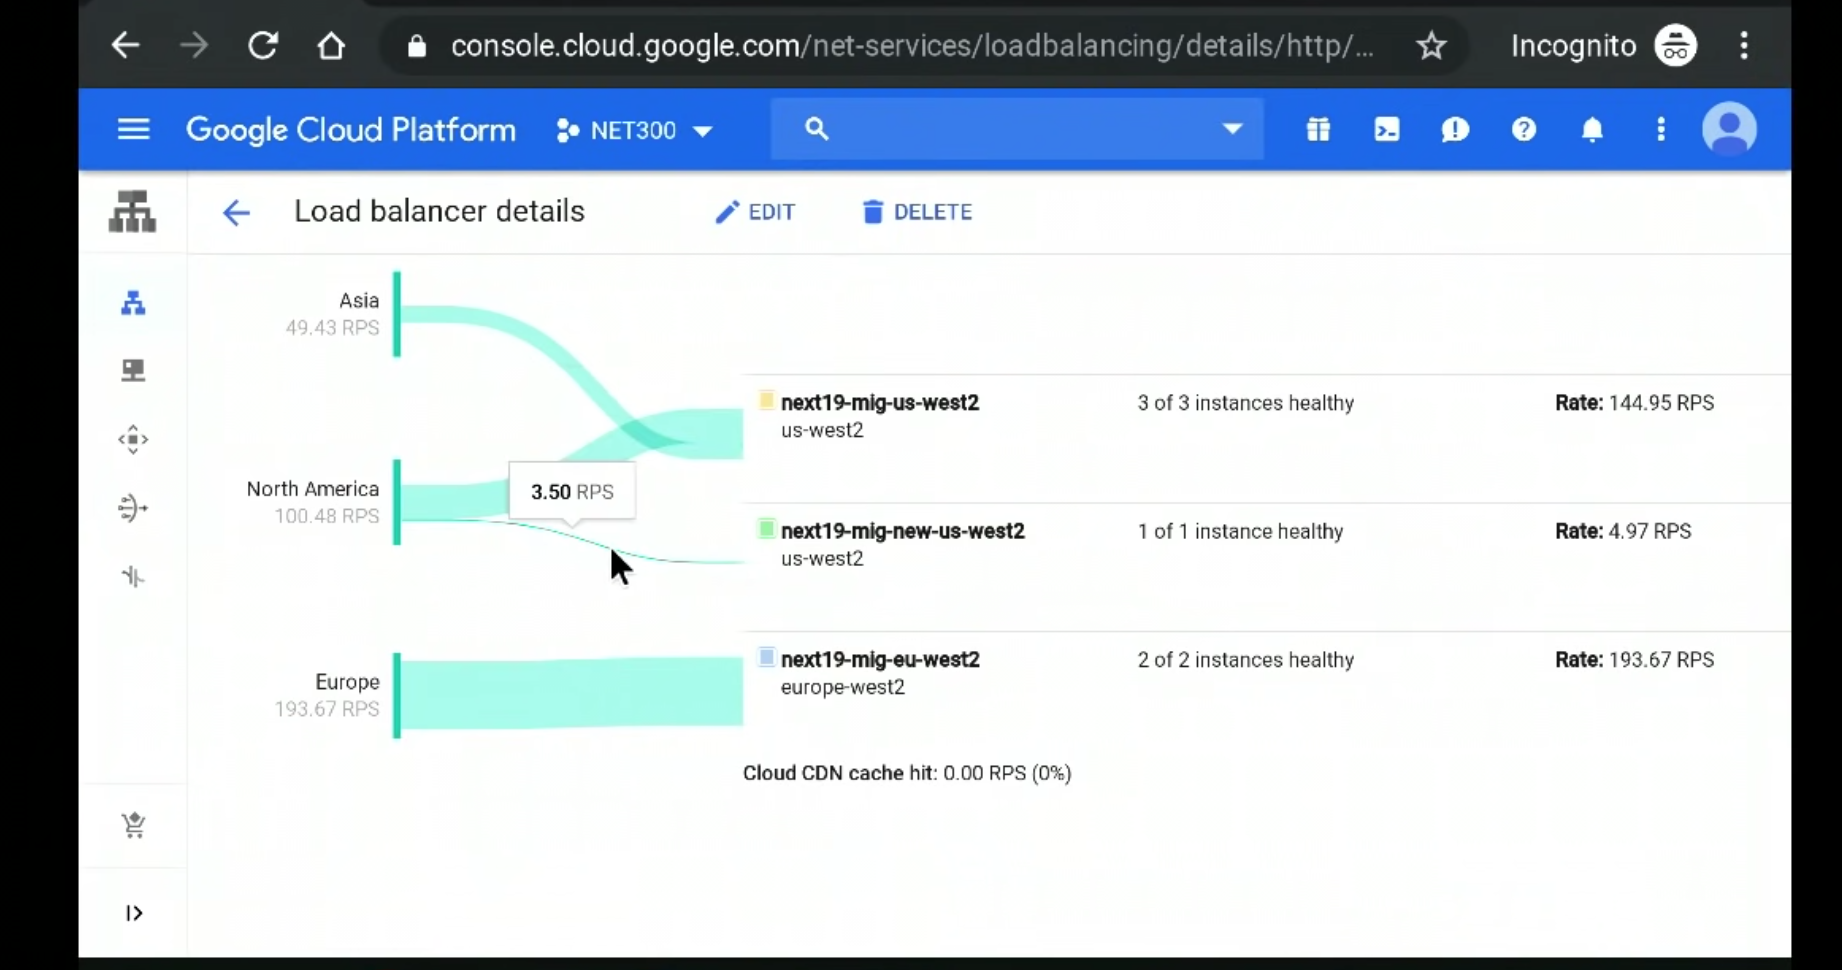 console.cloud.google.com/net-services/loadbalancing/details/http/...
Incognito
Google Cloud Platform
NET300
Load balancer details
EDIT
DELETE
Asia
49.43 RPS
next19-mig-us-west2
3 of 3 instances healthy
Rate: 144.95 RPS
us-west2
North America
100.48 RPS
3.50 RPS
next19-mig-new-us-west2
1 of 1 instance healthy
Rate: 4.97 RPS
us-west2
Europe
193.67 RPS
next19-mig-eu-west2
2 of 2 instances healthy
Rate: 193.67 RPS
europe-west2
Cloud CDN cache hit: 0.00 RPS (0%)